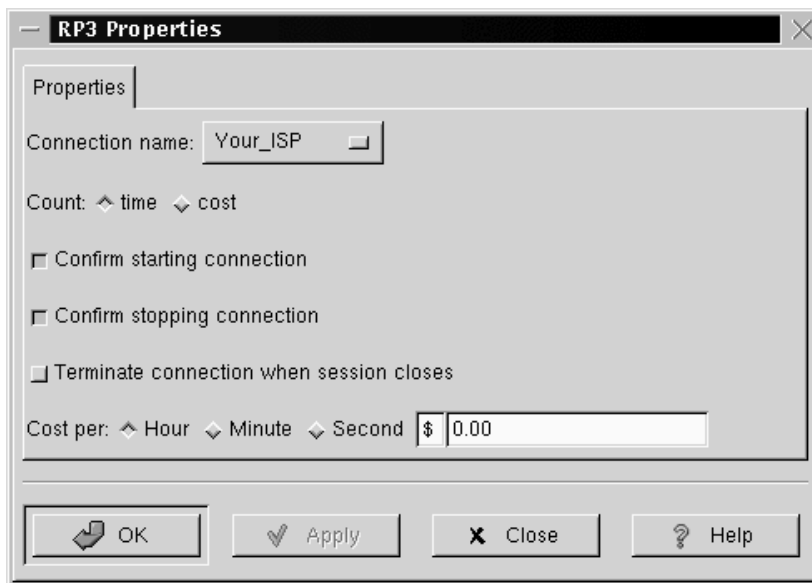 RP3 Properties
Properties
Connection name: Your_ISP
Count: time cost
Confirm starting connection
Confirm stopping connection
Terminate connection when session closes
Cost per: Hour Minute Second $ 0.00
OK Apply Close Help